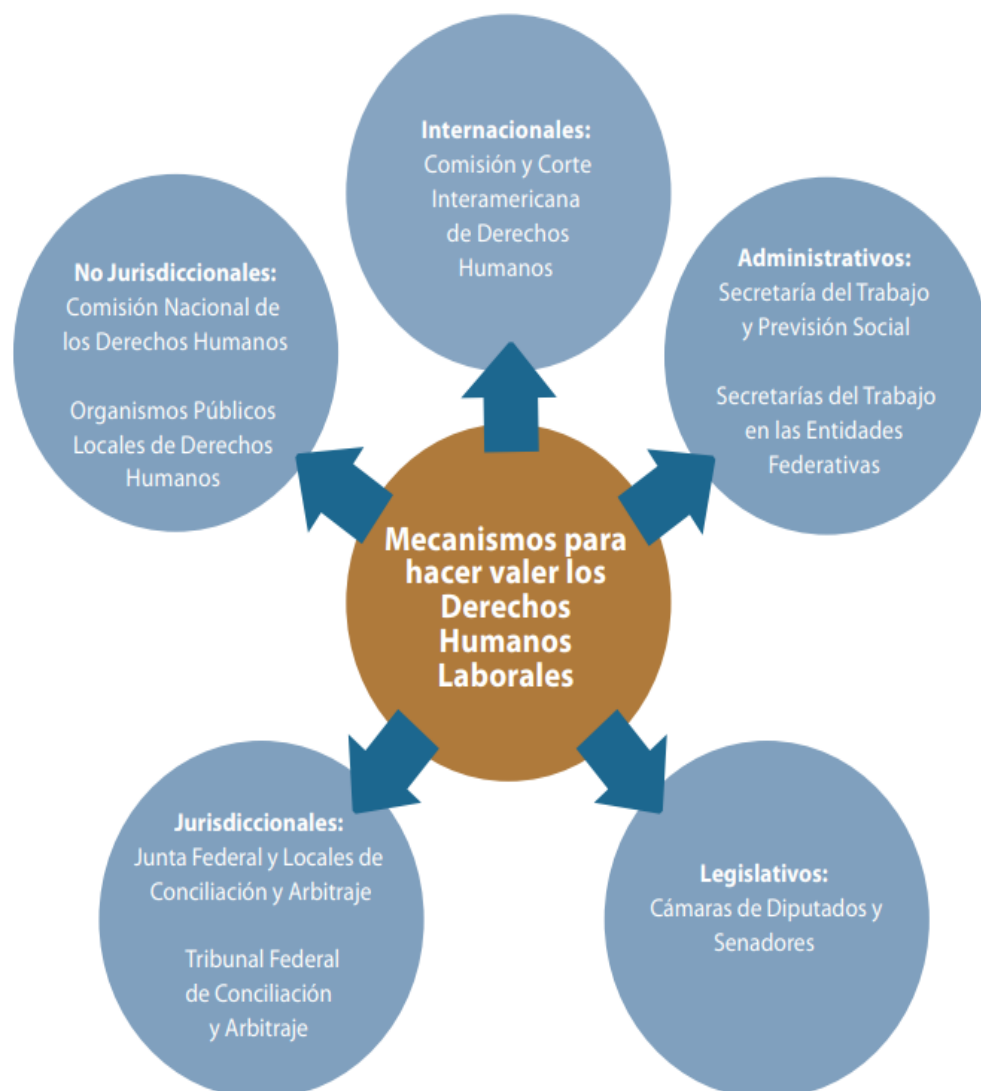 Internacionales:
Comisión y Corte
Interamericana
de Derechos
Humanos
No Jurisdiccionales:
Comisión Nacional de
los Derechos Humanos
Organismos Públicos
Locales de Derechos
Humanos
Administrativos:
Secretaría del Trabajo
y Previsión Social
Secretarías del Trabajo
en las Entidades
Federativas
Mecanismos para
hacer valer los
Derechos
Humanos
Laborales
Jurisdiccionales:
Junta Federal y Locales de
Conciliación y Arbitraje
Tribunal Federal
de Conciliación
y Arbitraje
Legislativos:
Cámaras de Diputados y
Senadores